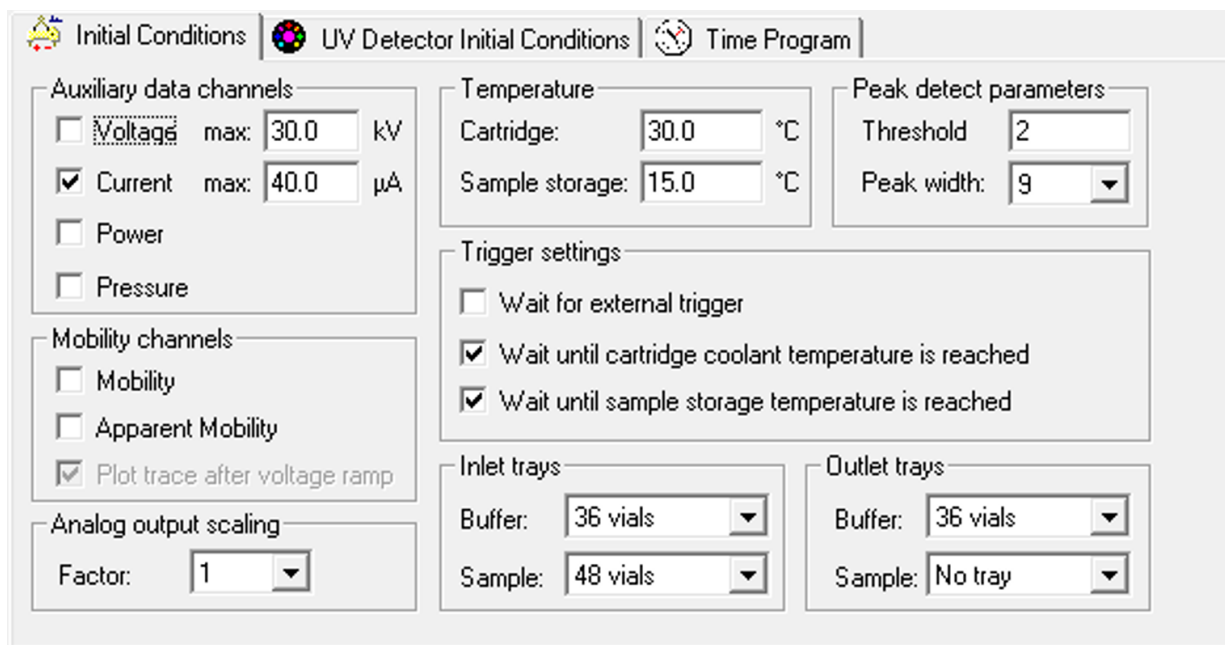 Initial Conditions UV Detector Initial Conditions Time Program
Auxiliary data channels
Voltage max: 30.0 kV
Current max: 40.0 µA
Power
Pressure
Mobility channels
Mobility
Apparent Mobility
Plot trace after voltage ramp
Analog output scaling
Factor: 1
Temperature
Cartridge: 30.0 °C
Sample storage: 15.0 °C
Peak detect parameters
Threshold 2
Peak width: 9
Trigger settings
Wait for external trigger
Wait until cartridge coolant temperature is reached
Wait until sample storage temperature is reached
Inlet trays
Buffer: 36 vials
Sample: 48 vials
Outlet trays
Buffer: 36 vials
Sample: No tray